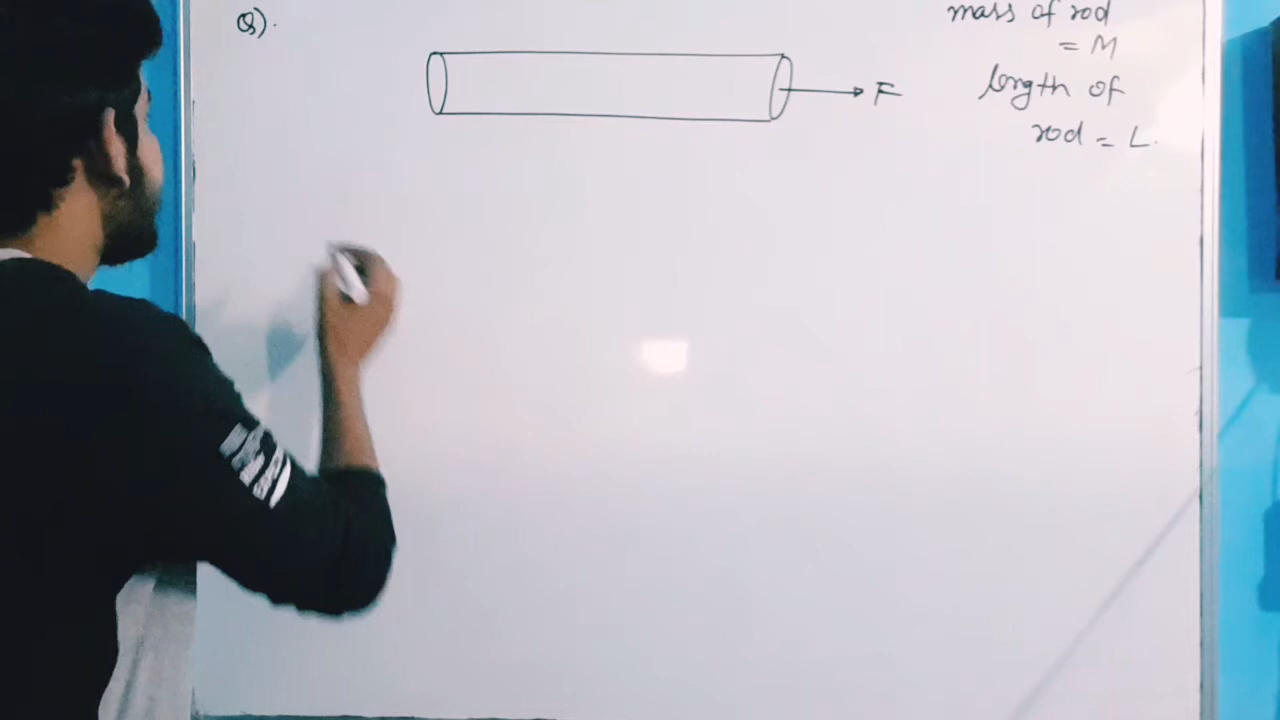 Q).
mass of rod
= M
F
length of
rod = L.